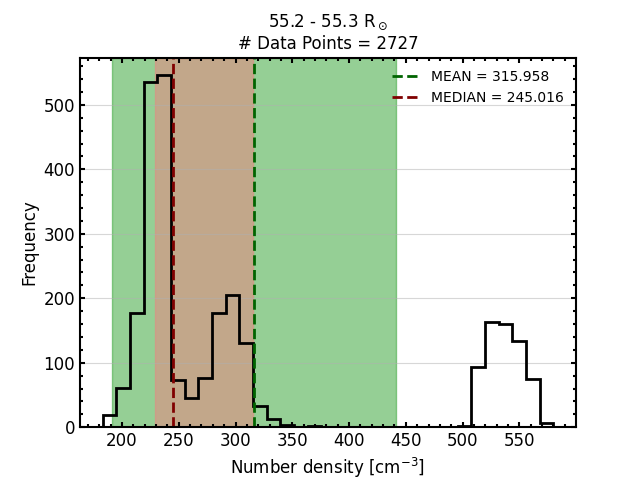 55.2 - 55.3 R⊙
# Data Points = 2727
MEAN = 315.958
MEDIAN = 245.016
Frequency
500
400
300
200
100
0
200 250 300 350 400 450 500 550
Number density [cm⁻³]